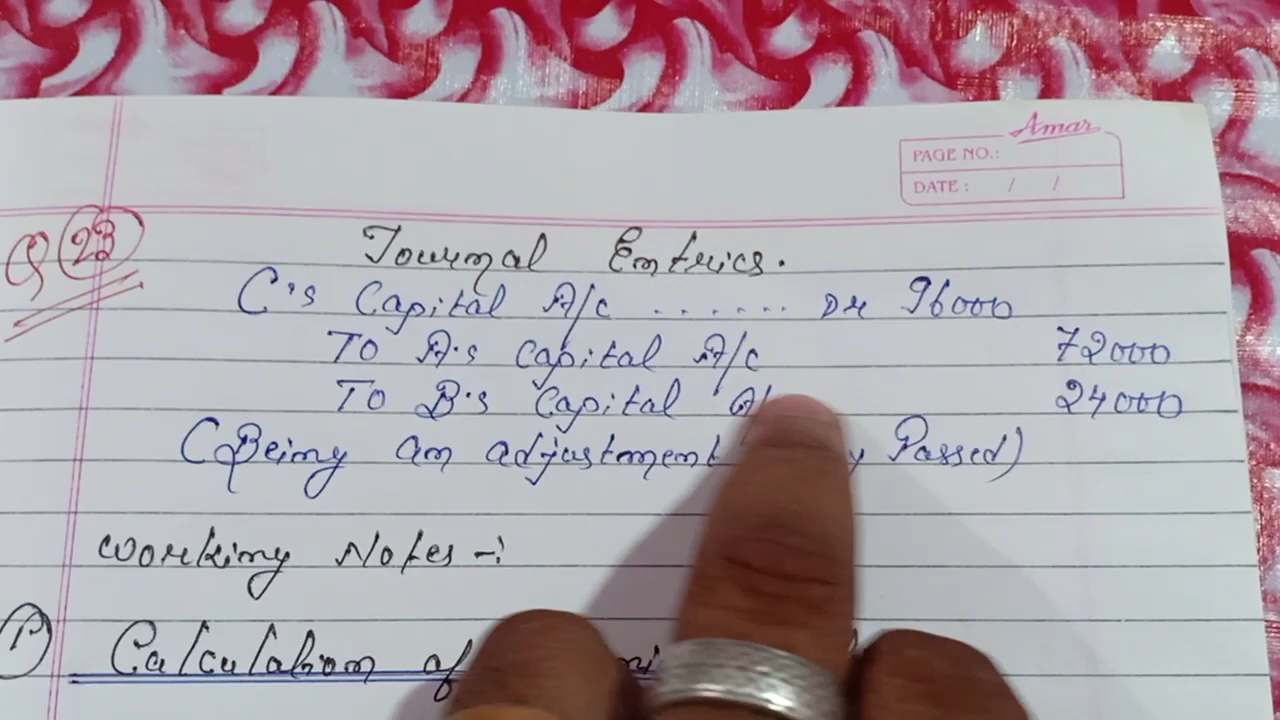 Amar
PAGE NO.:
DATE : / /
Q 23
Journal Entries.
C's Capital A/c ...... Dr 96000
To A's Capital A/c 72000
To B's Capital A/
(Being an adjustment y Passed) 24000
Working Notes -:
1 Calculation of